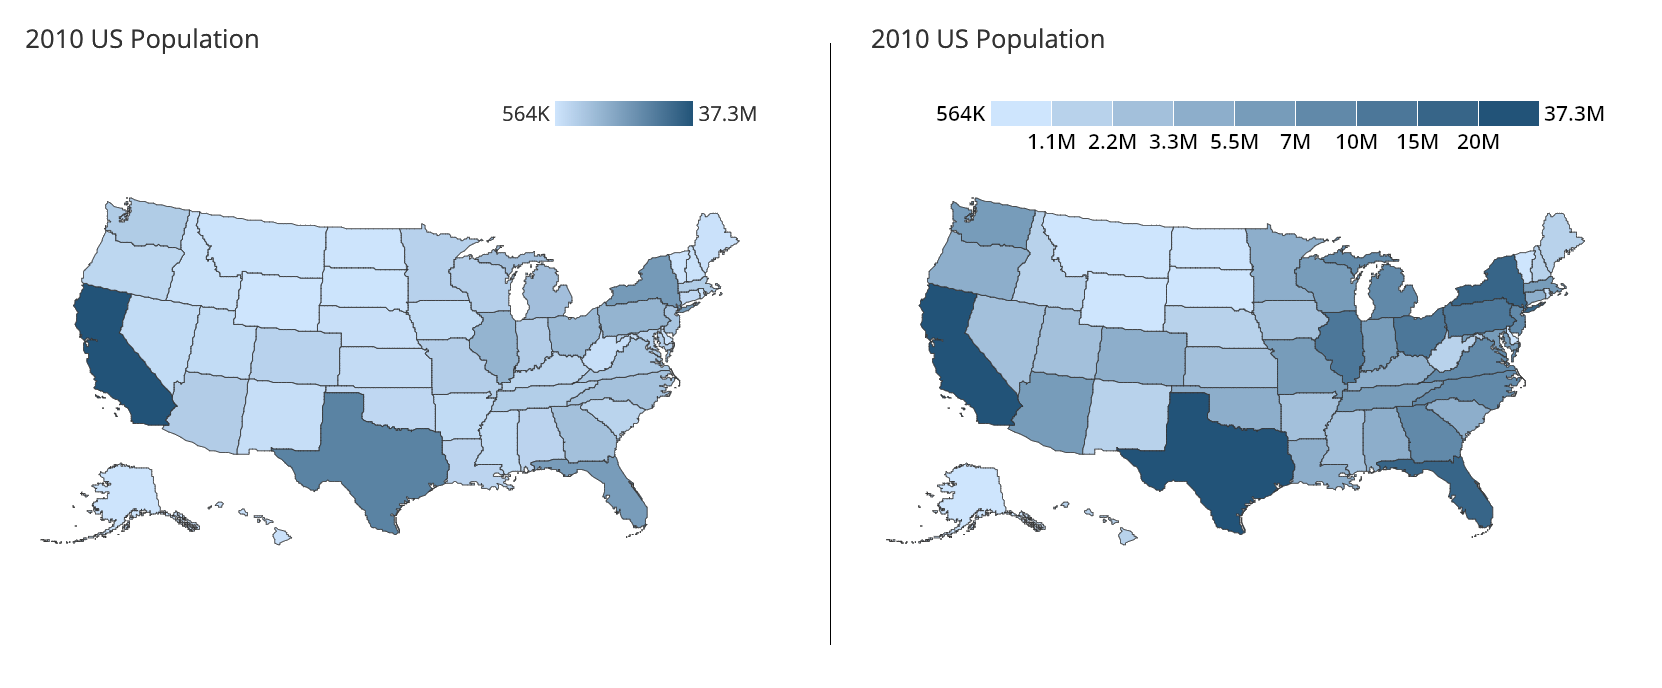 2010 US Population
564K 37.3M
2010 US Population
564K 37.3M
1.1M 2.2M 3.3M 5.5M 7M 10M 15M 20M